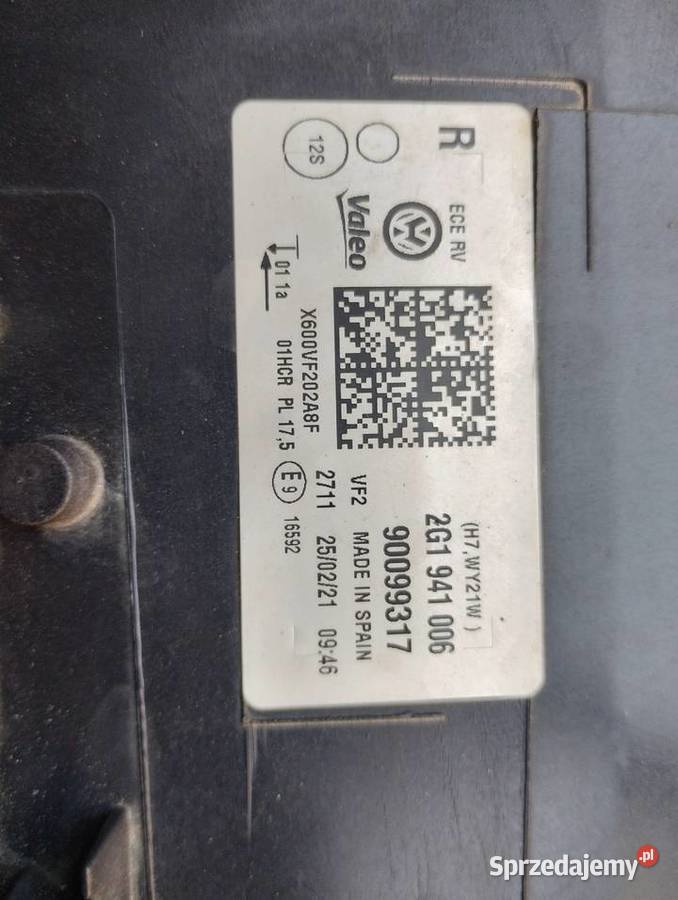 R
ECE RV
(H7,WY21W )
2G1 941 006
90099317
VF2 MADE IN SPAIN
2711 25/02/21 09:46
Valeo
X600VF202A8F
01HCR PL 17,5 E 9 16592
01 1a
12S
Sprzedajemy.pl